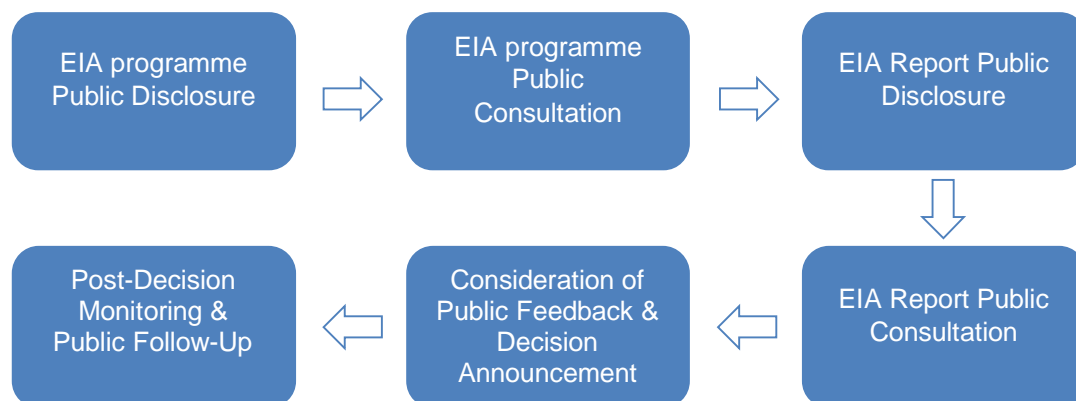 EIA programme
Public Disclosure
EIA programme
Public
Consultation
EIA Report Public
Disclosure
EIA Report Public
Consultation
Consideration of
Public Feedback &
Decision
Announcement
Post-Decision
Monitoring &
Public Follow-Up